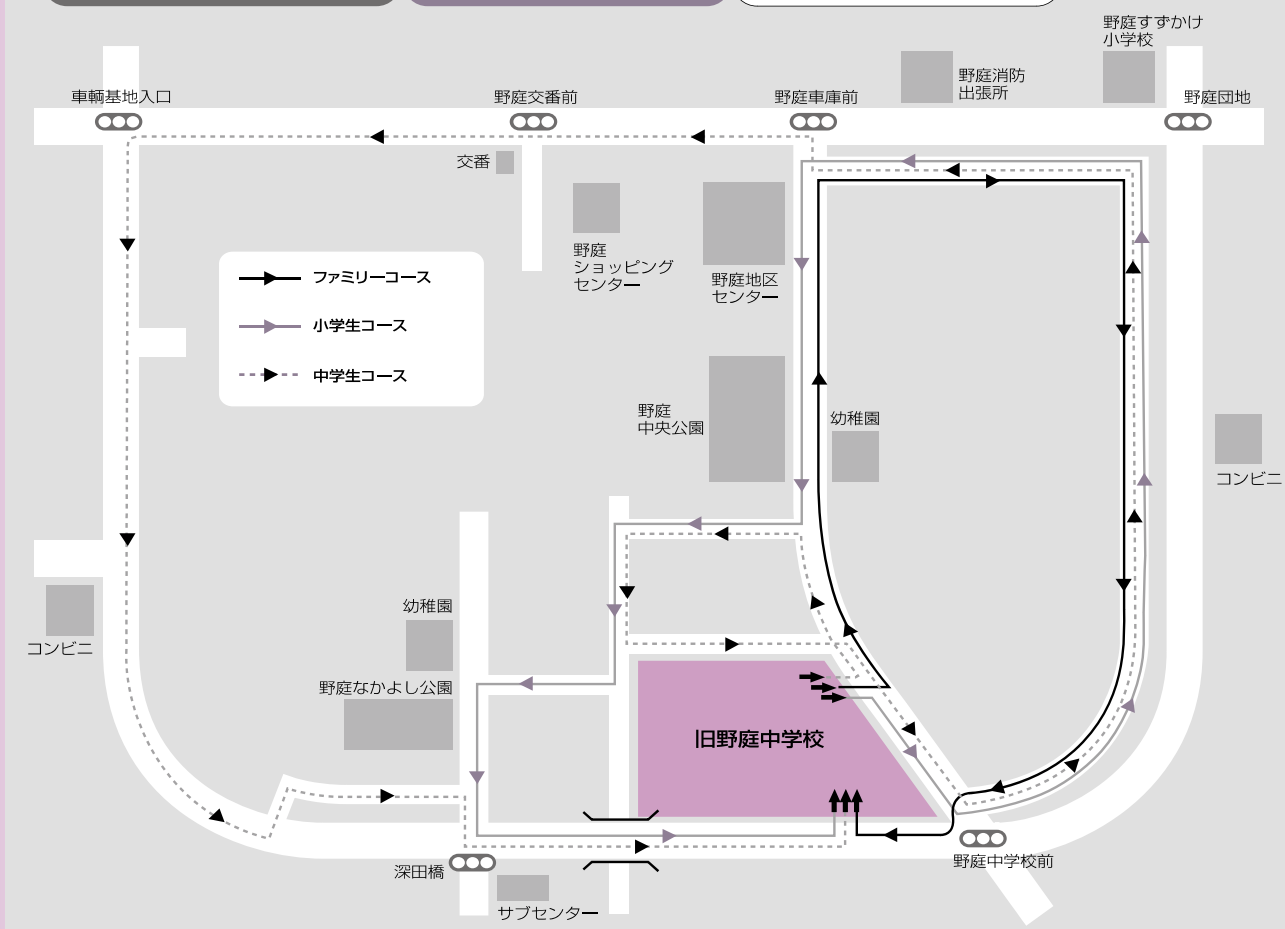 野庭すずかけ
小学校
野庭消防
出張所
車輌基地入口
野庭交番前
野庭車庫前
野庭団地
交番
野庭
ショッピング
センター
野庭地区
センター
ファミリーコース
小学生コース
中学生コース
野庭
中央公園
幼稚園
コンビニ
幼稚園
コンビニ
野庭なかよし公園
旧野庭中学校
野庭中学校前
深田橋
サブセンター